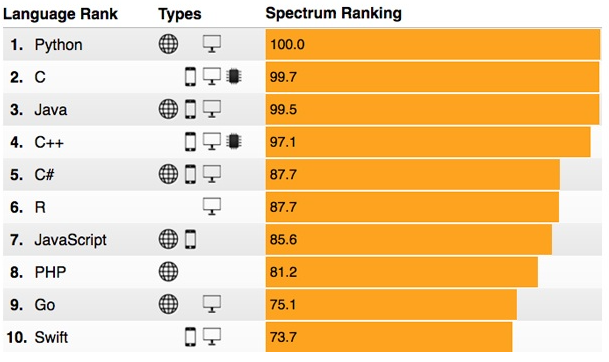 Language Rank Types Spectrum Ranking
1. Python 100.0
2. C 99.7
3. Java 99.5
4. C++ 97.1
5. C# 87.7
6. R 87.7
7. JavaScript 85.6
8. PHP 81.2
9. Go 75.1
10. Swift 73.7